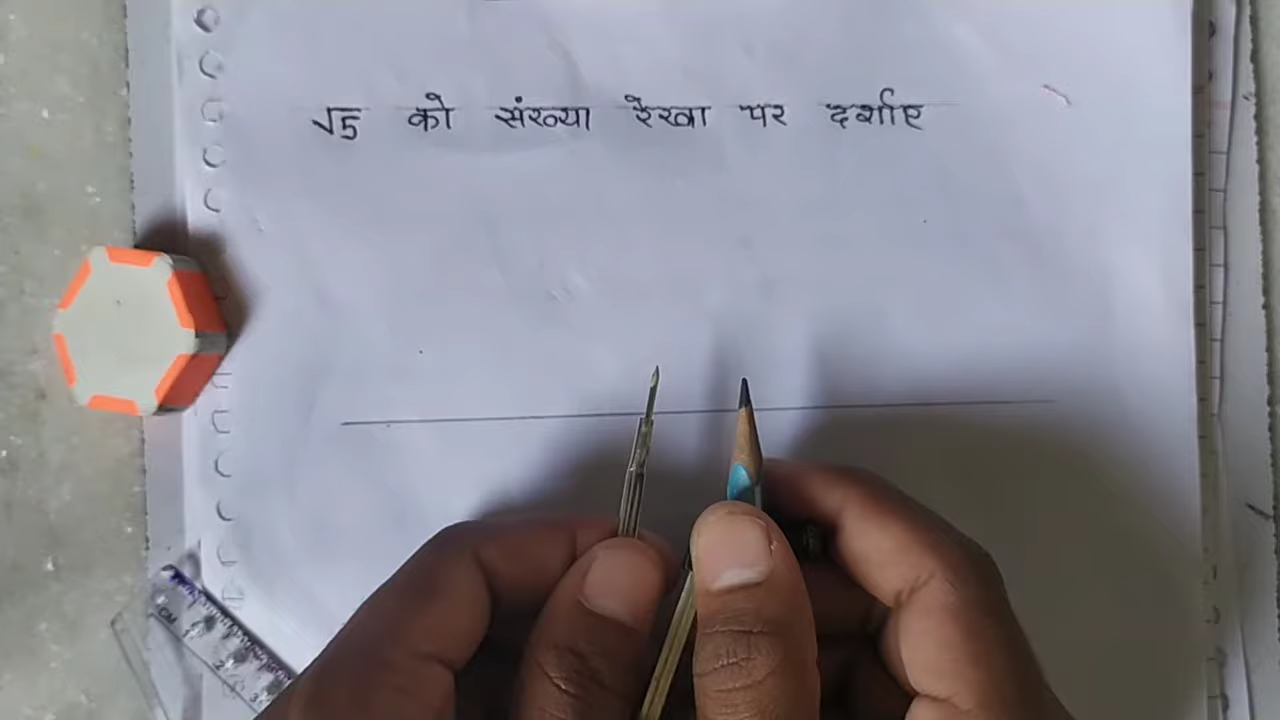 √5 को संख्या रेखा पर दर्शाए